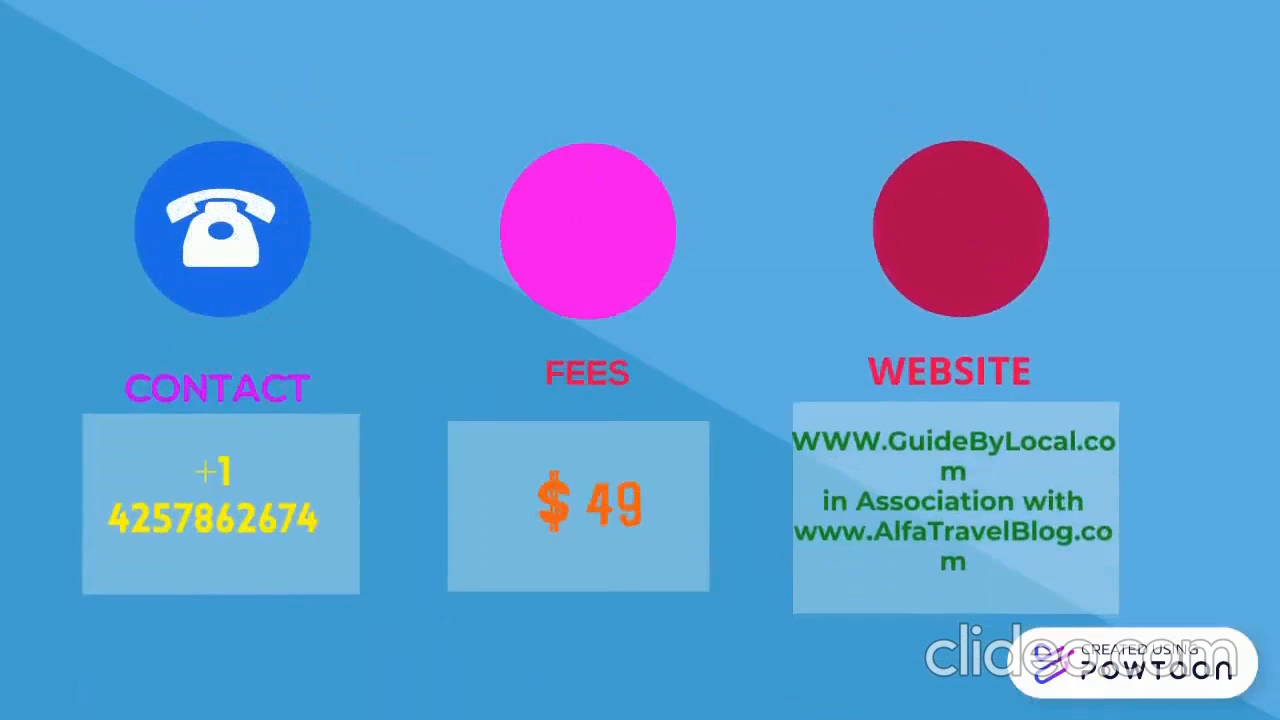 CONTACT
+1
4257862674
FEES
$ 49
WEBSITE
WWW.GuideByLocal.co
m
in Association with
www.AlfaTravelBlog.co
m
clideo.com
CREATED USING
POWTOON